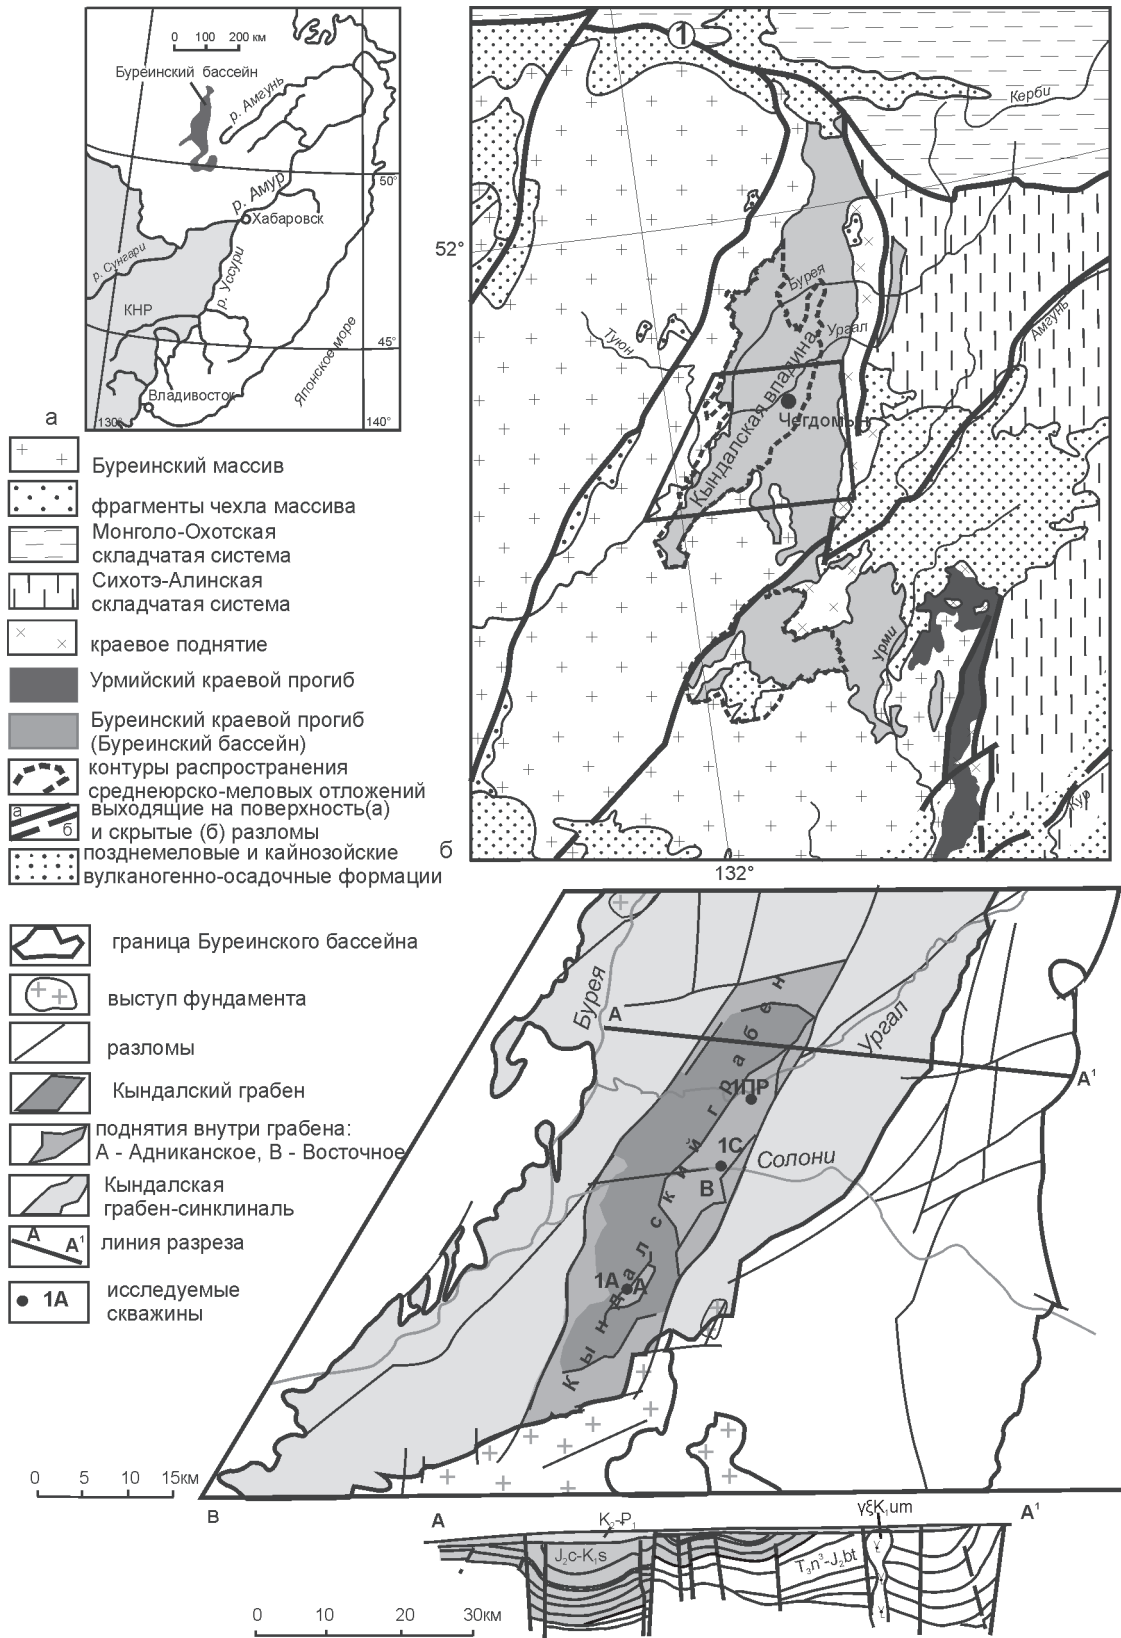 0 100 200 км
Буреинский бассейн
р. Амгунь
50°
р. Амур
Хабаровск
р. Сунгари
р. Уссури
КНР
45°
Японское море
Владивосток
130°
140°
а
1
Керби
52°
Бурея
Туюн
Ургал
Амгунь
Кындалская впадина
Чегдомын
Урми
Кур
132°
б
Буреинский массив
фрагменты чехла массива
Монголо-Охотская
складчатая система
Сихотэ-Алинская
складчатая система
краевое поднятие
Урмийский краевой прогиб
Буреинский краевой прогиб
(Буреинский бассейн)
контуры распространения
среднеюрско-меловых отложений
а
б
выходящие на поверхность(а)
и скрытые (б) разломы
позднемеловые и кайнозойские
вулканогенно-осадочные формации
граница Буреинского бассейна
выступ фундамента
разломы
Кындалский грабен
поднятия внутри грабена:
А - Адниканское, В - Восточное
Кындалская
грабен-синклиналь
А А¹
линия разреза
1А
исследуемые
скважины
Бурея
А
Ургал
А¹
Кындалский грабен
1ПР
1С
Солони
В
1А
А
0 5 10 15км
в
А
K₂-P₁
γξK₁um
А¹
J₂c-K₁s
T₃n³-J₂bt
0 10 20 30км